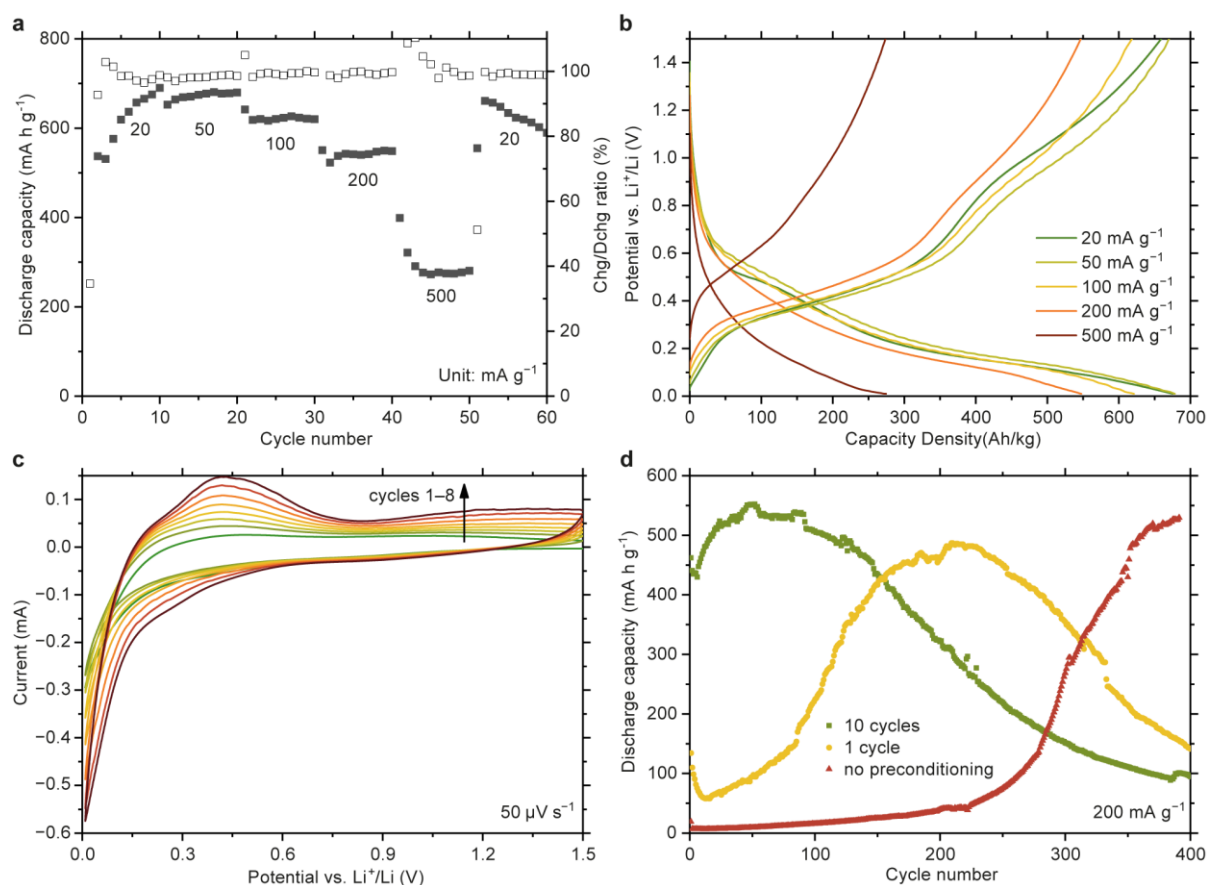 a
800
700
600
500
400
300
200
100
0
Discharge capacity (mA h g⁻¹)
100
80
60
40
20
0
Chg/Dchg ratio (%)
20
50
100
200
500
20
Unit: mA g⁻¹
0 10 20 30 40 50 60
Cycle number
b
1.4
1.2
1.0
0.8
0.6
0.4
0.2
0.0
Potential vs. Li⁺/Li (V)
20 mA g⁻¹
50 mA g⁻¹
100 mA g⁻¹
200 mA g⁻¹
500 mA g⁻¹
0 100 200 300 400 500 600 700
Capacity Density(Ah/kg)
c
0.1
0.0
−0.1
−0.2
−0.3
−0.4
−0.5
−0.6
Current (mA)
cycles 1–8
50 µV s⁻¹
0.0 0.3 0.6 0.9 1.2 1.5
Potential vs. Li⁺/Li (V)
d
600
500
400
300
200
100
0
Discharge capacity (mA h g⁻¹)
10 cycles
1 cycle
no preconditioning
200 mA g⁻¹
0 100 200 300 400
Cycle number